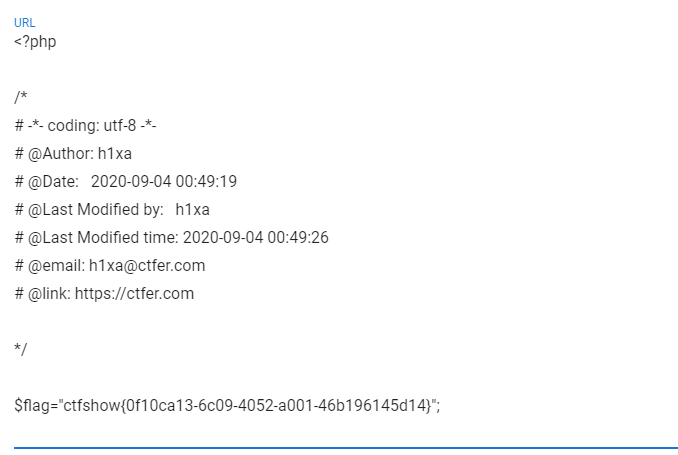 URL
<?php
/*
# -*- coding: utf-8 -*-
# @Author: h1xa
# @Date:   2020-09-04 00:49:19
# @Last Modified by:   h1xa
# @Last Modified time: 2020-09-04 00:49:26
# @email: h1xa@ctfer.com
# @link: https://ctfer.com
*/
$flag="ctfshow{0f10ca13-6c09-4052-a001-46b196145d14}";